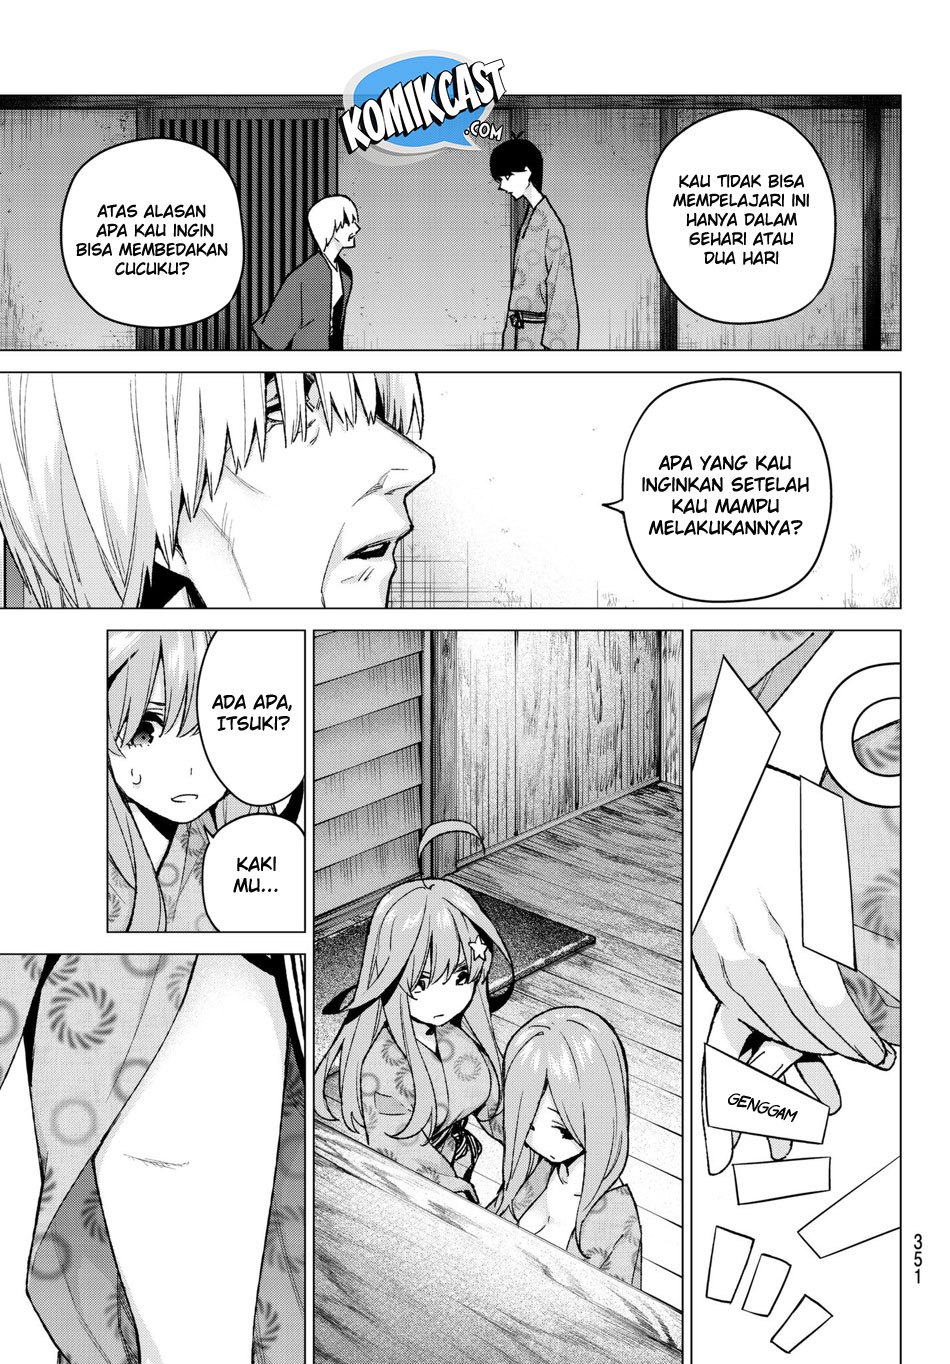 KOMIKCAST
.COM
KAU TIDAK BISA
MEMPELAJARI INI
HANYA DALAM
SEHARI ATAU
DUA HARI
ATAS ALASAN
APA KAU INGIN
BISA MEMBEDAKAN
CUCUKU?
APA YANG KAU
INGINKAN SETELAH
KAU MAMPU
MELAKUKANNYA?
GENGGAM
ADA APA,
ITSUKI?
KAKI
MU...
351